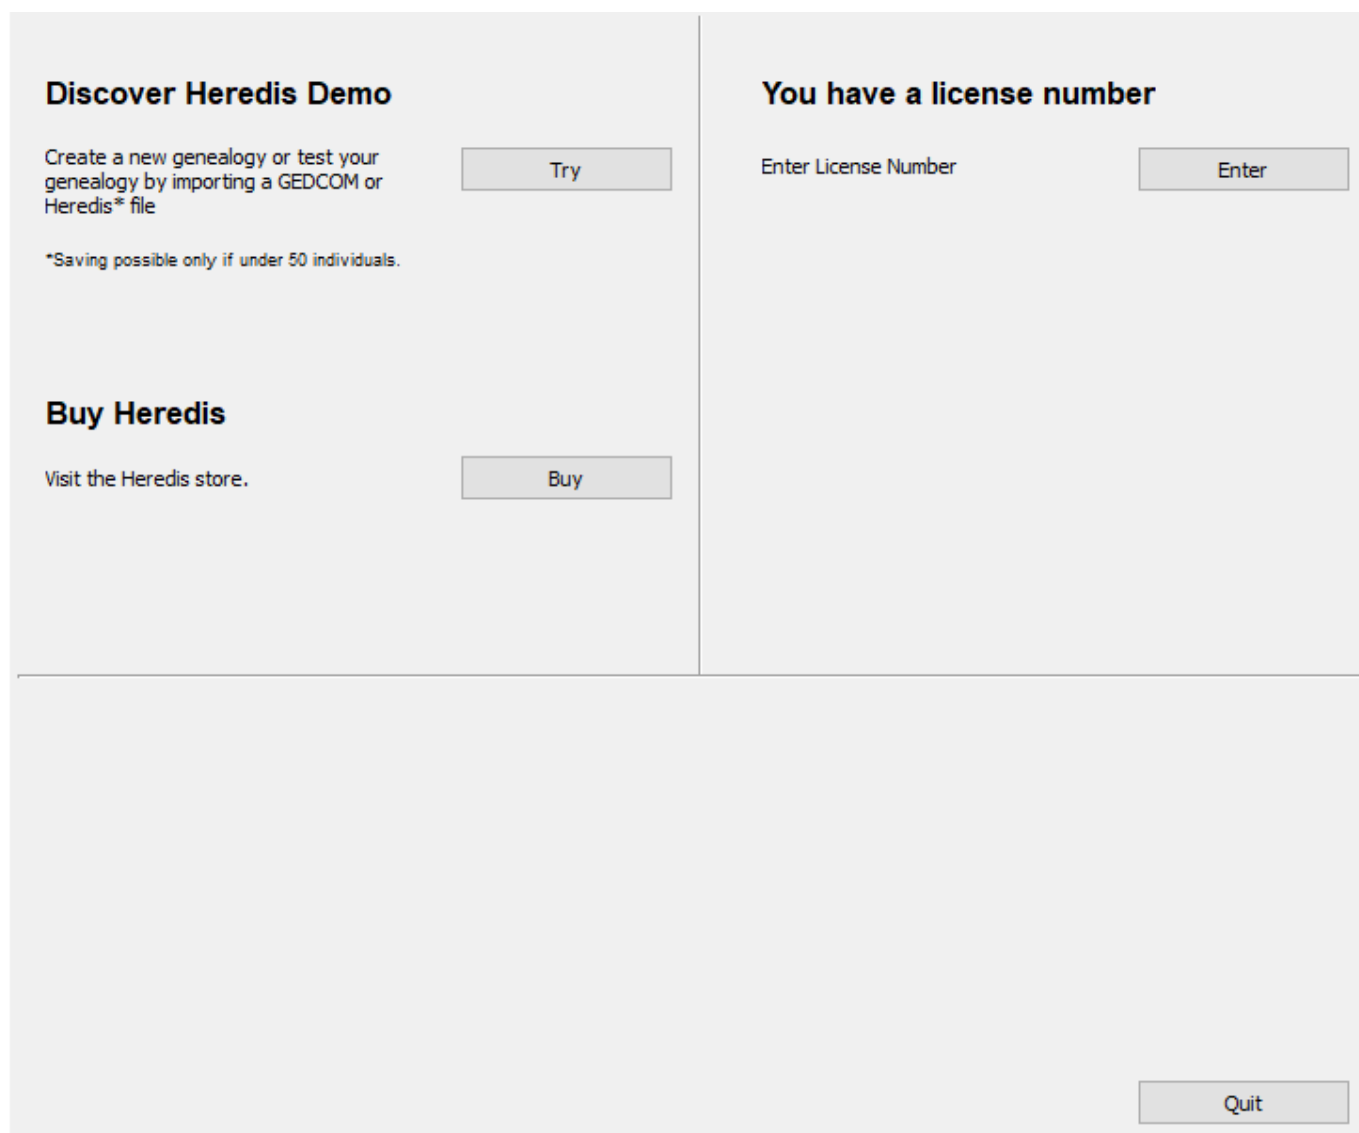 Discover Heredis Demo
Create a new genealogy or test your
genealogy by importing a GEDCOM or
Heredis* file
Try
*Saving possible only if under 50 individuals.
Buy Heredis
Visit the Heredis store.
Buy
You have a license number
Enter License Number
Enter
Quit